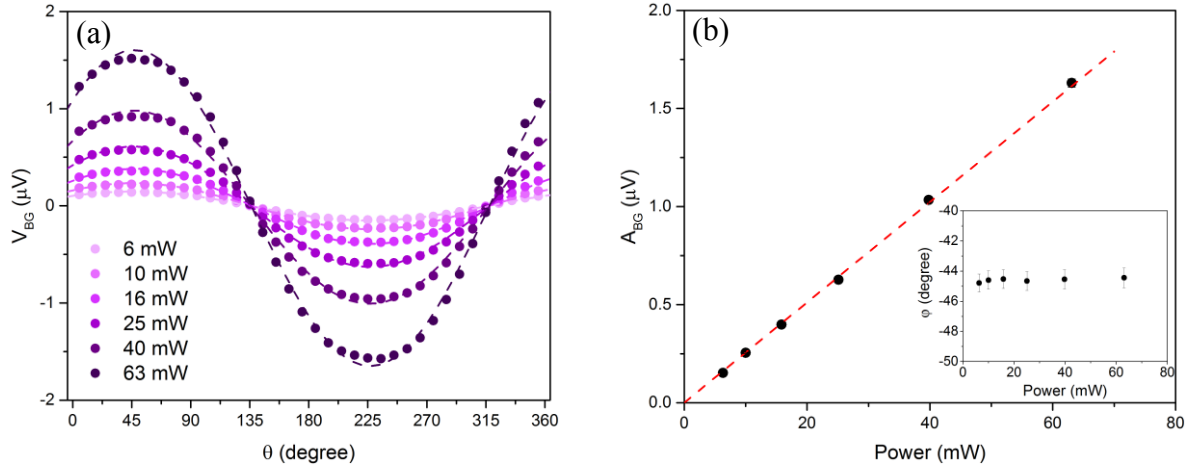 (a)
2
1
0
-1
-2
V_BG (μV)
6 mW
10 mW
16 mW
25 mW
40 mW
63 mW
0 45 90 135 180 225 270 315 360
θ (degree)
(b)
2.0
1.5
1.0
0.5
0.0
A_BG (μV)
0 20 40 60 80
Power (mW)
-40
-42
-44
-46
-48
-50
φ (degree)
0 20 40 60 80
Power (mW)